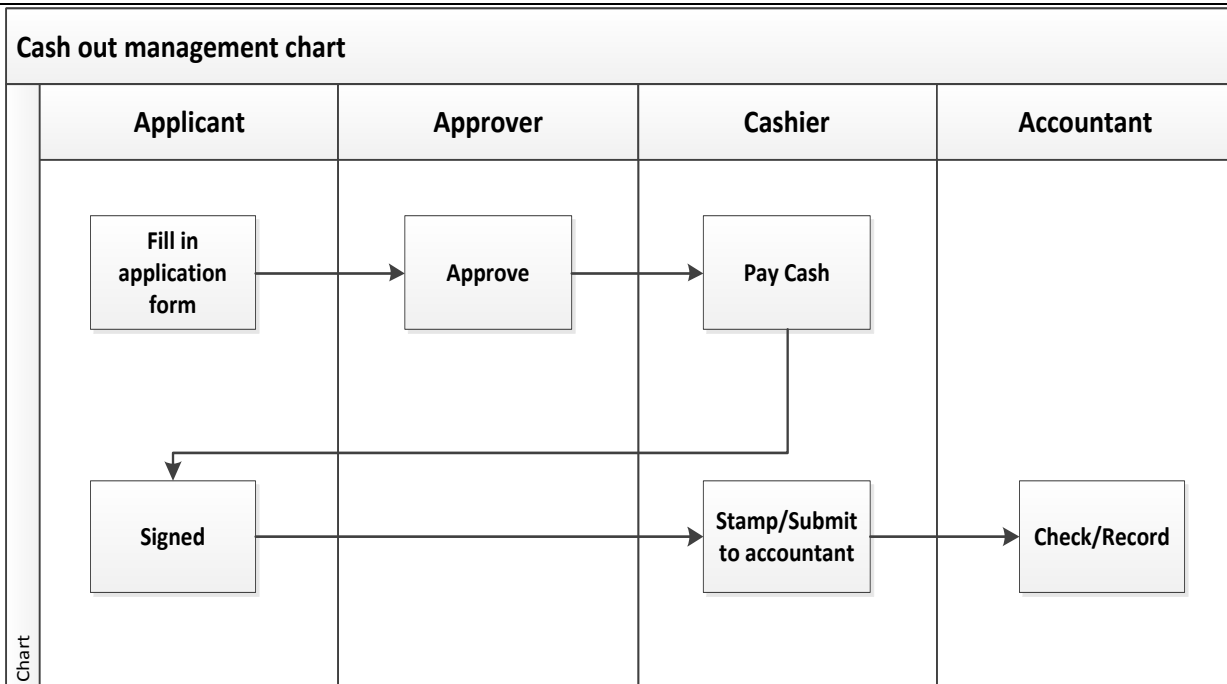 Cash out management chart
Applicant
Approver
Cashier
Accountant
Fill in
application
form
Approve
Pay Cash
Signed
Stamp/Submit
to accountant
Check/Record
Chart